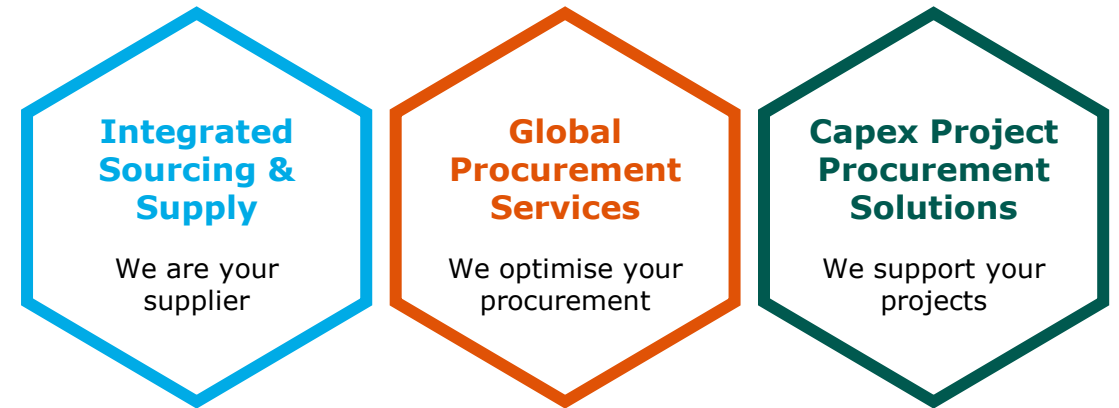 Integrated
Sourcing &
Supply
We are your
supplier
Global
Procurement
Services
We optimise your
procurement
Capex Project
Procurement
Solutions
We support your
projects